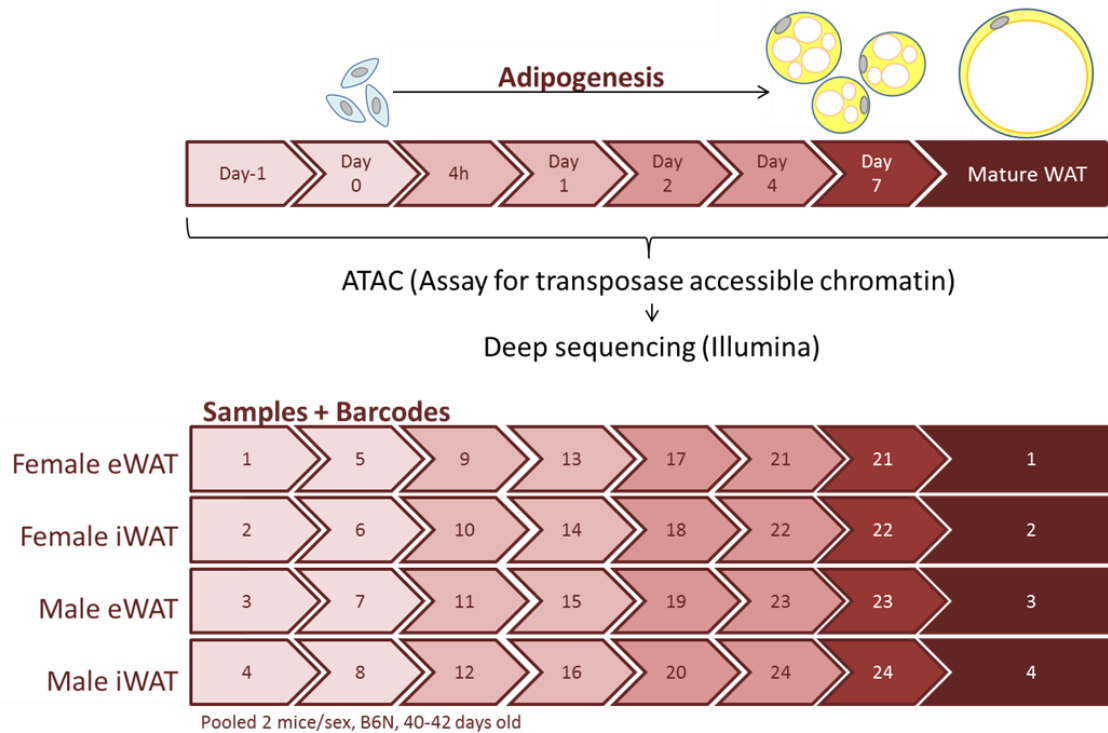 Adipogenesis
Day-1
Day
0
4h
Day
1
Day
2
Day
4
Day
7
Mature WAT
ATAC (Assay for transposase accessible chromatin)
Deep sequencing (Illumina)
Samples + Barcodes
Female eWAT 1 5 9 13 17 21 21 1
Female iWAT 2 6 10 14 18 22 22 2
Male eWAT 3 7 11 15 19 23 23 3
Male iWAT 4 8 12 16 20 24 24 4
Pooled 2 mice/sex, B6N, 40-42 days old